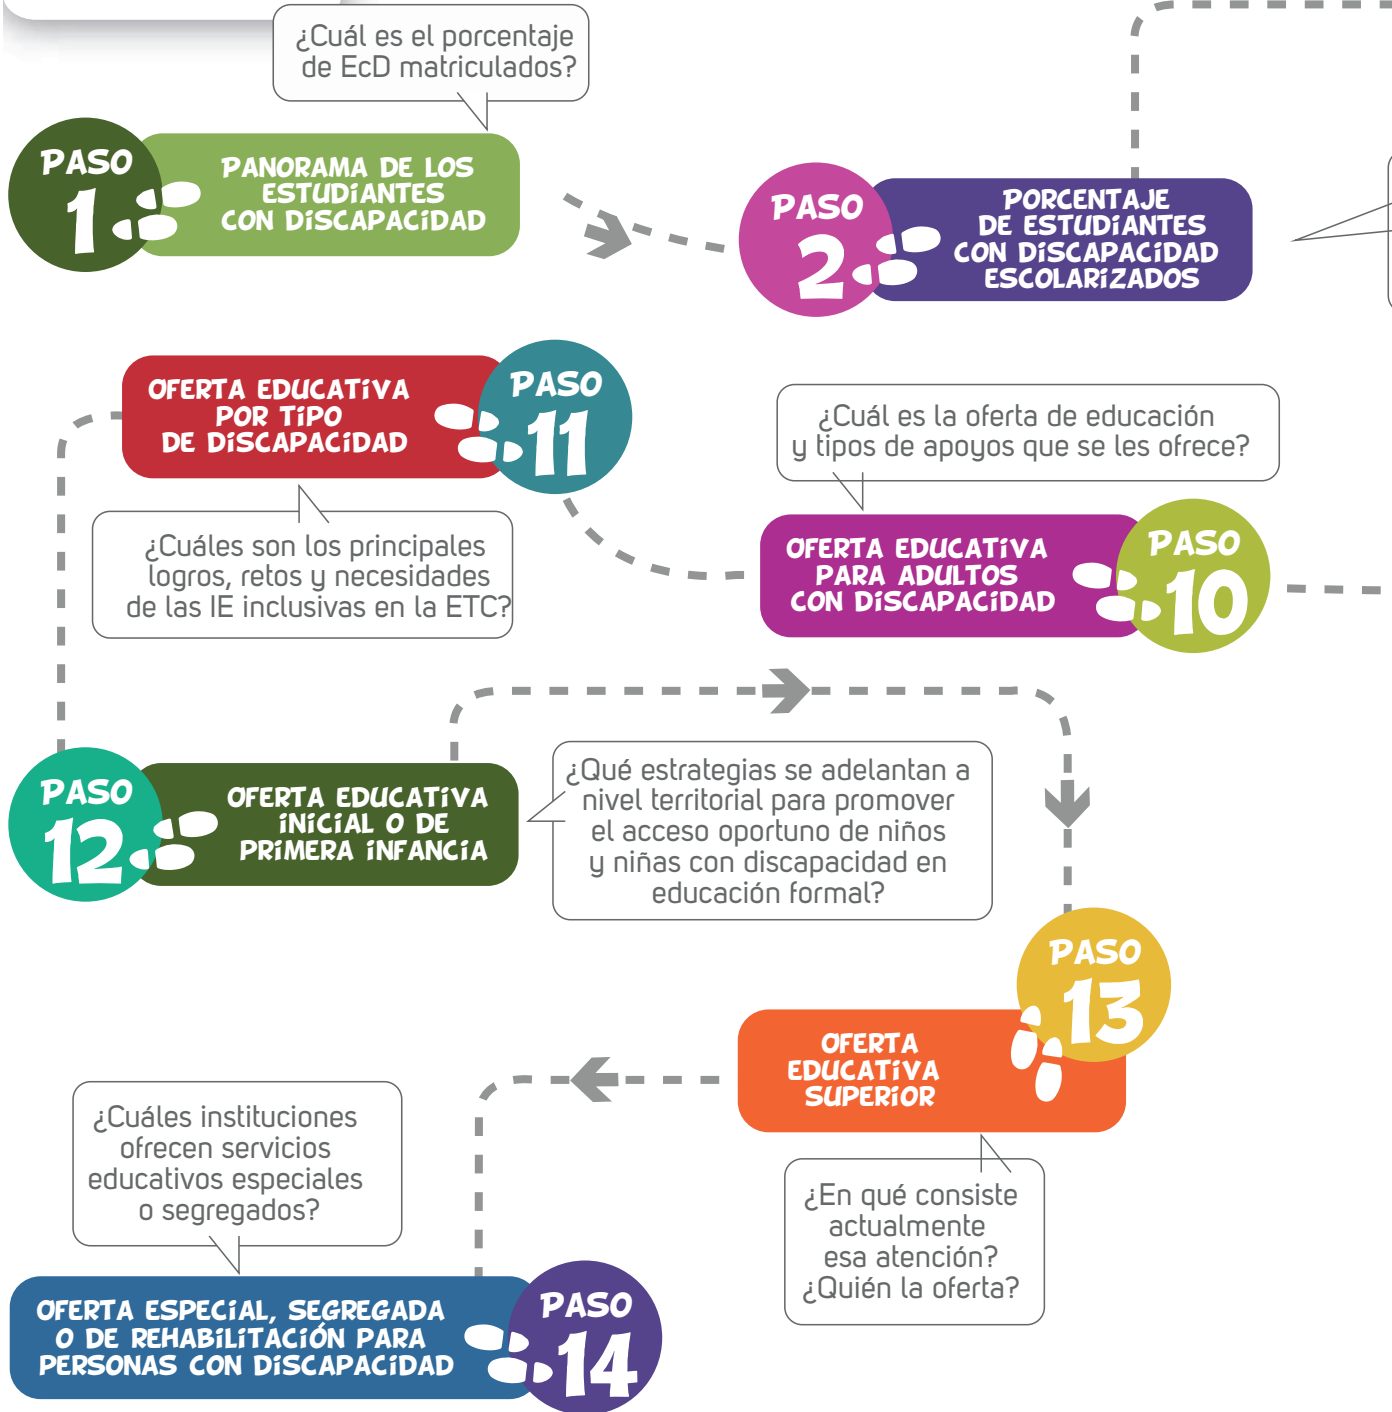 ¿Cuál es el porcentaje
de EcD matriculados?
PASO
1
PANORAMA DE LOS
ESTUDIANTES
CON DISCAPACIDAD
PASO
2
PORCENTAJE
DE ESTUDIANTES
CON DISCAPACIDAD
ESCOLARIZADOS
OFERTA EDUCATIVA
POR TIPO
DE DISCAPACIDAD
PASO
11
¿Cuáles son los principales
logros, retos y necesidades
de las IE inclusivas en la ETC?
¿Cuál es la oferta de educación
y tipos de apoyos que se les ofrece?
OFERTA EDUCATIVA
PARA ADULTOS
CON DISCAPACIDAD
PASO
10
PASO
12
OFERTA EDUCATIVA
INICIAL O DE
PRIMERA INFANCIA
¿Qué estrategias se adelantan a
nivel territorial para promover
el acceso oportuno de niños
y niñas con discapacidad en
educación formal?
PASO
13
OFERTA
EDUCATIVA
SUPERIOR
¿En qué consiste
actualmente
esa atención?
¿Quién la oferta?
¿Cuáles instituciones
ofrecen servicios
educativos especiales
o segregados?
OFERTA ESPECIAL, SEGREGADA
O DE REHABILITACIÓN PARA
PERSONAS CON DISCAPACIDAD
PASO
14